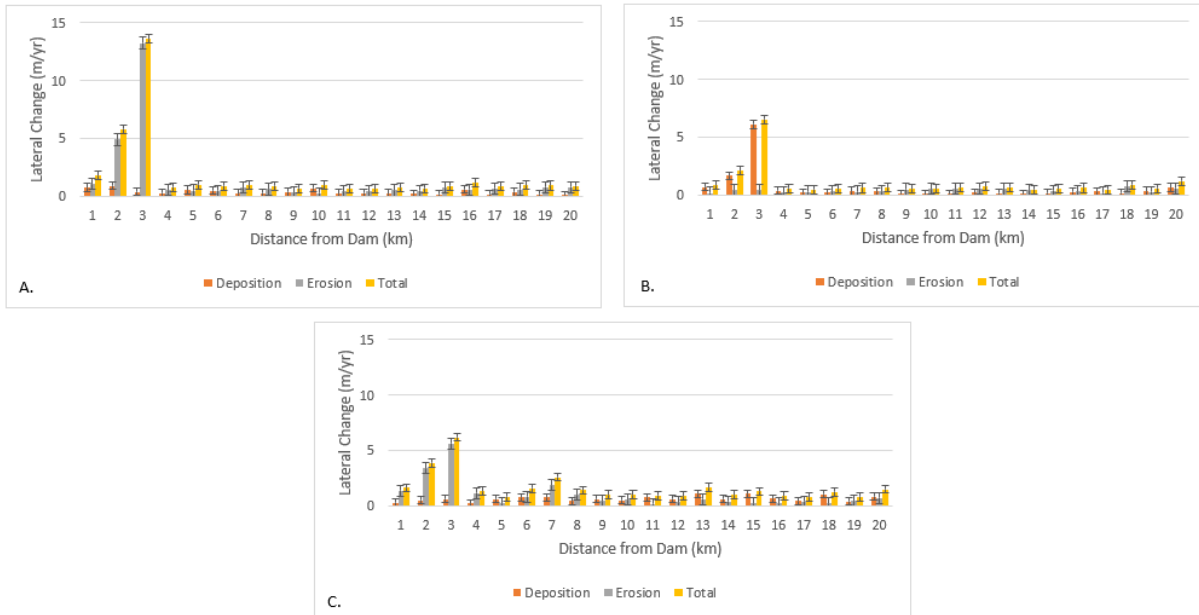 15
10
5
0
Lateral Change (m/yr)
1 2 3 4 5 6 7 8 9 10 11 12 13 14 15 16 17 18 19 20
Distance from Dam (km)
Deposition Erosion Total
A.
15
10
5
0
Lateral Change (m/yr)
1 2 3 4 5 6 7 8 9 10 11 12 13 14 15 16 17 18 19 20
Distance from Dam (km)
Deposition Erosion Total
B.
15
10
5
0
Lateral Change (m/yr)
1 2 3 4 5 6 7 8 9 10 11 12 13 14 15 16 17 18 19 20
Distance from Dam (km)
Deposition Erosion Total
C.